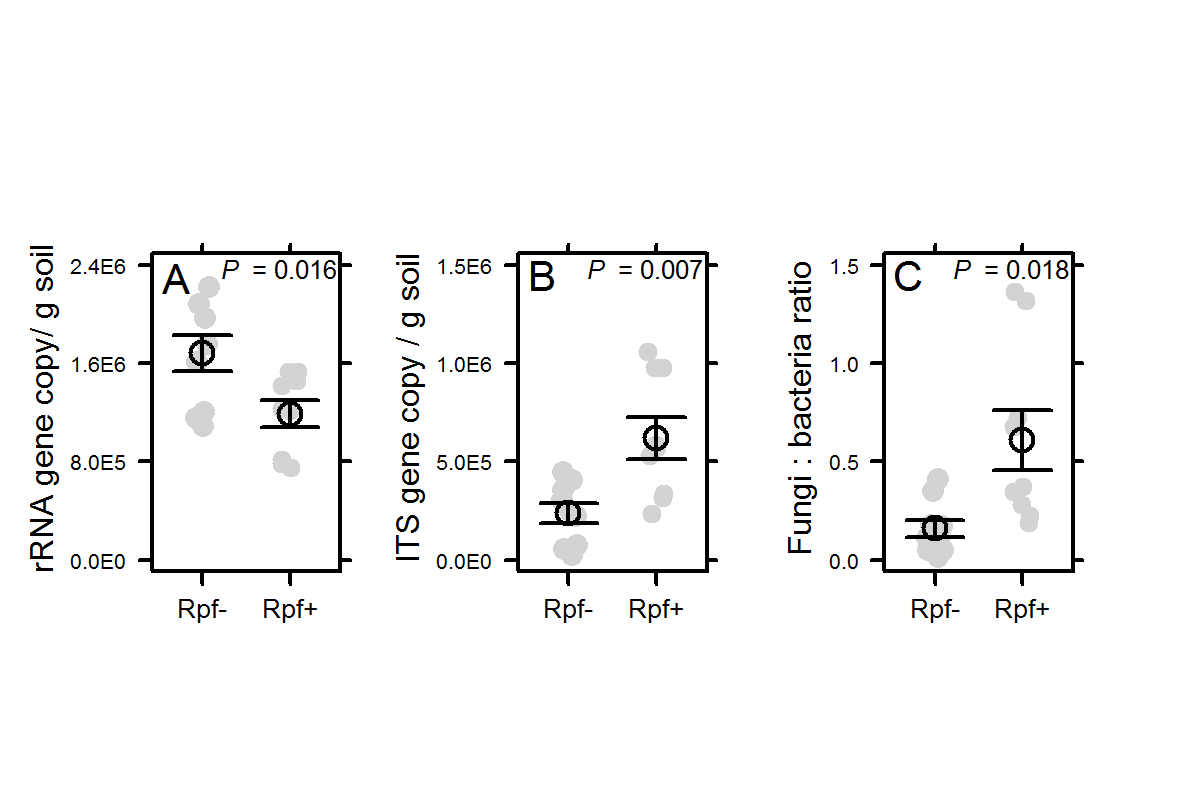 rRNA gene copy/ g soil
2.4E6
1.6E6
8.0E5
0.0E0
A
P = 0.016
Rpf-
Rpf+
ITS gene copy / g soil
1.5E6
1.0E6
5.0E5
0.0E0
B
P = 0.007
Rpf-
Rpf+
Fungi : bacteria ratio
1.5
1.0
0.5
0.0
C
P = 0.018
Rpf-
Rpf+